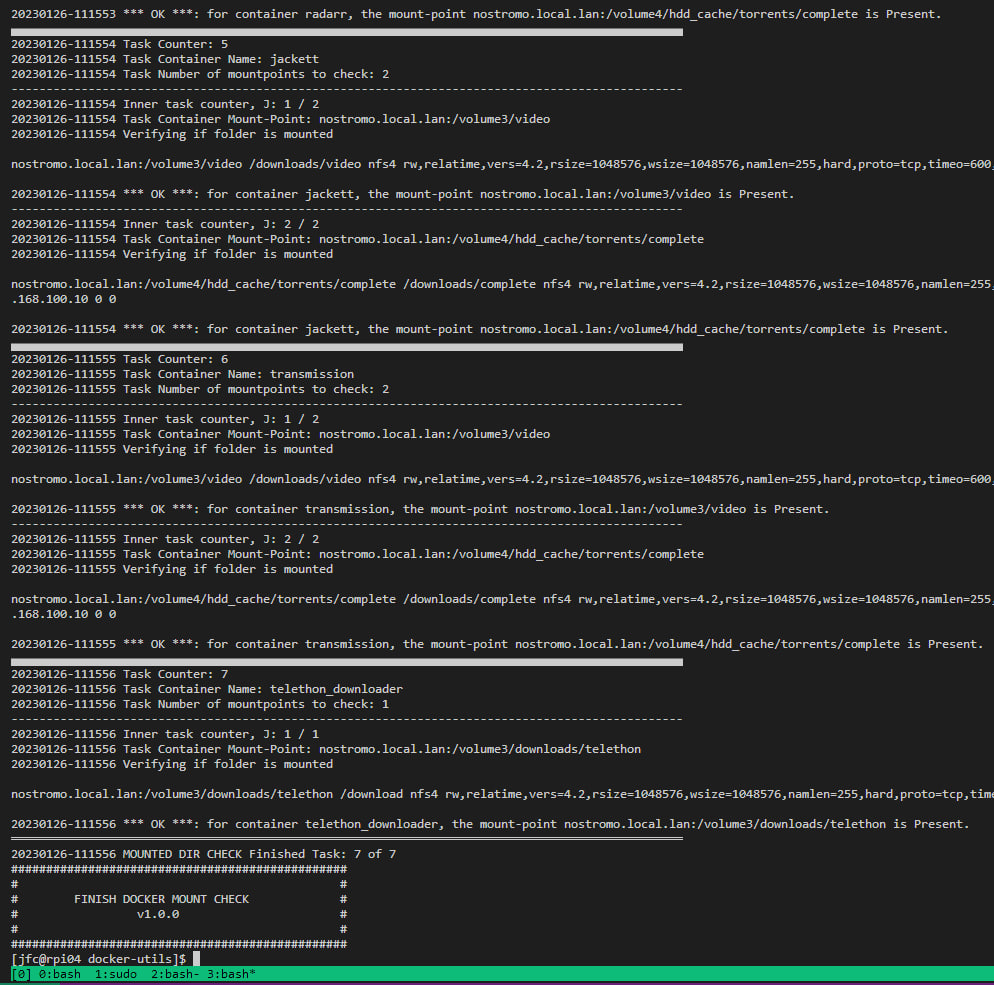 20230126-111553 *** OK ***: for container radarr, the mount-point nostromo.local.lan:/volume4/hdd_cache/torrents/complete is Present.
20230126-111554 Task Counter: 5
20230126-111554 Task Container Name: jackett
20230126-111554 Task Number of mountpoints to check: 2
------------------------------------------------------------------------------------------------
20230126-111554 Inner task counter, J: 1 / 2
20230126-111554 Task Container Mount-Point: nostromo.local.lan:/volume3/video
20230126-111554 Verifying if folder is mounted
nostromo.local.lan:/volume3/video /downloads/video nfs4 rw,relatime,vers=4.2,rsize=1048576,wsize=1048576,namlen=255,hard,proto=tcp,timeo=600,
20230126-111554 *** OK ***: for container jackett, the mount-point nostromo.local.lan:/volume3/video is Present.
------------------------------------------------------------------------------------------------
20230126-111554 Inner task counter, J: 2 / 2
20230126-111554 Task Container Mount-Point: nostromo.local.lan:/volume4/hdd_cache/torrents/complete
20230126-111554 Verifying if folder is mounted
nostromo.local.lan:/volume4/hdd_cache/torrents/complete /downloads/complete nfs4 rw,relatime,vers=4.2,rsize=1048576,wsize=1048576,namlen=255,
.168.100.10 0 0
20230126-111554 *** OK ***: for container jackett, the mount-point nostromo.local.lan:/volume4/hdd_cache/torrents/complete is Present.
20230126-111555 Task Counter: 6
20230126-111555 Task Container Name: transmission
20230126-111555 Task Number of mountpoints to check: 2
------------------------------------------------------------------------------------------------
20230126-111555 Inner task counter, J: 1 / 2
20230126-111555 Task Container Mount-Point: nostromo.local.lan:/volume3/video
20230126-111555 Verifying if folder is mounted
nostromo.local.lan:/volume3/video /downloads/video nfs4 rw,relatime,vers=4.2,rsize=1048576,wsize=1048576,namlen=255,hard,proto=tcp,timeo=600,
20230126-111555 *** OK ***: for container transmission, the mount-point nostromo.local.lan:/volume3/video is Present.
------------------------------------------------------------------------------------------------
20230126-111555 Inner task counter, J: 2 / 2
20230126-111555 Task Container Mount-Point: nostromo.local.lan:/volume4/hdd_cache/torrents/complete
20230126-111555 Verifying if folder is mounted
nostromo.local.lan:/volume4/hdd_cache/torrents/complete /downloads/complete nfs4 rw,relatime,vers=4.2,rsize=1048576,wsize=1048576,namlen=255,
.168.100.10 0 0
20230126-111555 *** OK ***: for container transmission, the mount-point nostromo.local.lan:/volume4/hdd_cache/torrents/complete is Present.
20230126-111556 Task Counter: 7
20230126-111556 Task Container Name: telethon_downloader
20230126-111556 Task Number of mountpoints to check: 1
------------------------------------------------------------------------------------------------
20230126-111556 Inner task counter, J: 1 / 1
20230126-111556 Task Container Mount-Point: nostromo.local.lan:/volume3/downloads/telethon
20230126-111556 Verifying if folder is mounted
nostromo.local.lan:/volume3/downloads/telethon /download nfs4 rw,relatime,vers=4.2,rsize=1048576,wsize=1048576,namlen=255,hard,proto=tcp,time
20230126-111556 *** OK ***: for container telethon_downloader, the mount-point nostromo.local.lan:/volume3/downloads/telethon is Present.
════════════════════════════════════════════════════════════════════════════════════════════════
20230126-111556 MOUNTED DIR CHECK Finished Task: 7 of 7
################################################
#                                              #
#        FINISH DOCKER MOUNT CHECK             #
#                 v1.0.0                       #
#                                              #
################################################
[jfc@rpi04 docker-utils]$
[0] 0:bash  1:sudo  2:bash- 3:bash*